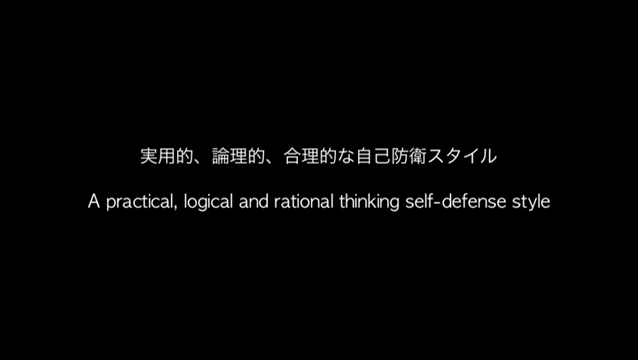 実用的、論理的、合理的な自己防衛スタイル
A practical, logical and rational thinking self-defense style